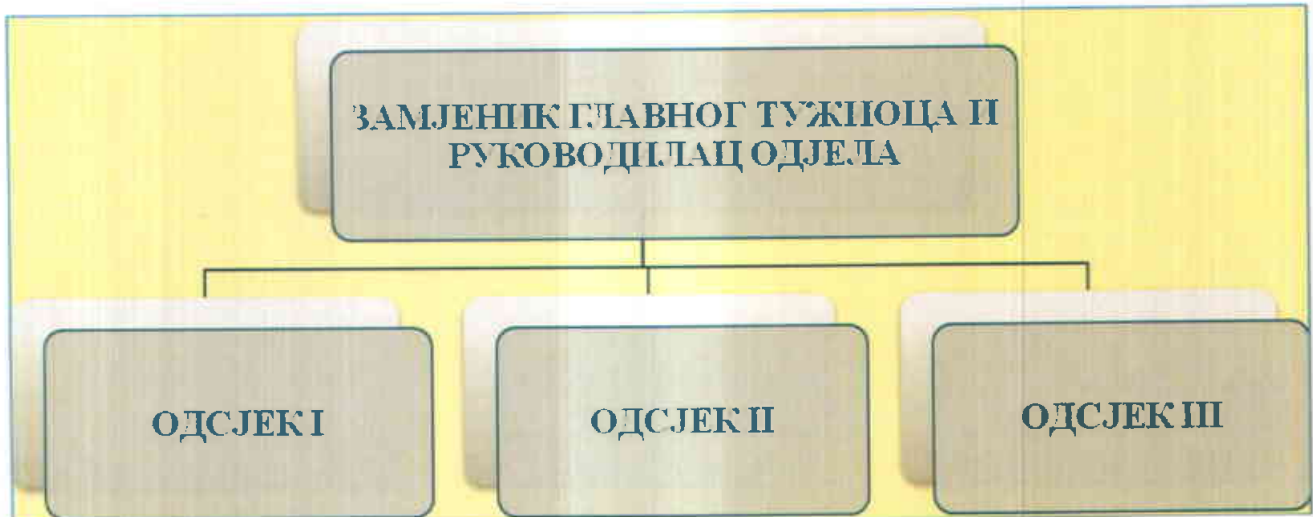 ЗАМЈЕНИК ГЛАВНОГ ТУЖИОЦА И
РУКОВОДИЛАЦ ОДЈЕЛА
ОДСЈЕК I
ОДСЈЕК II
ОДСЈЕК III